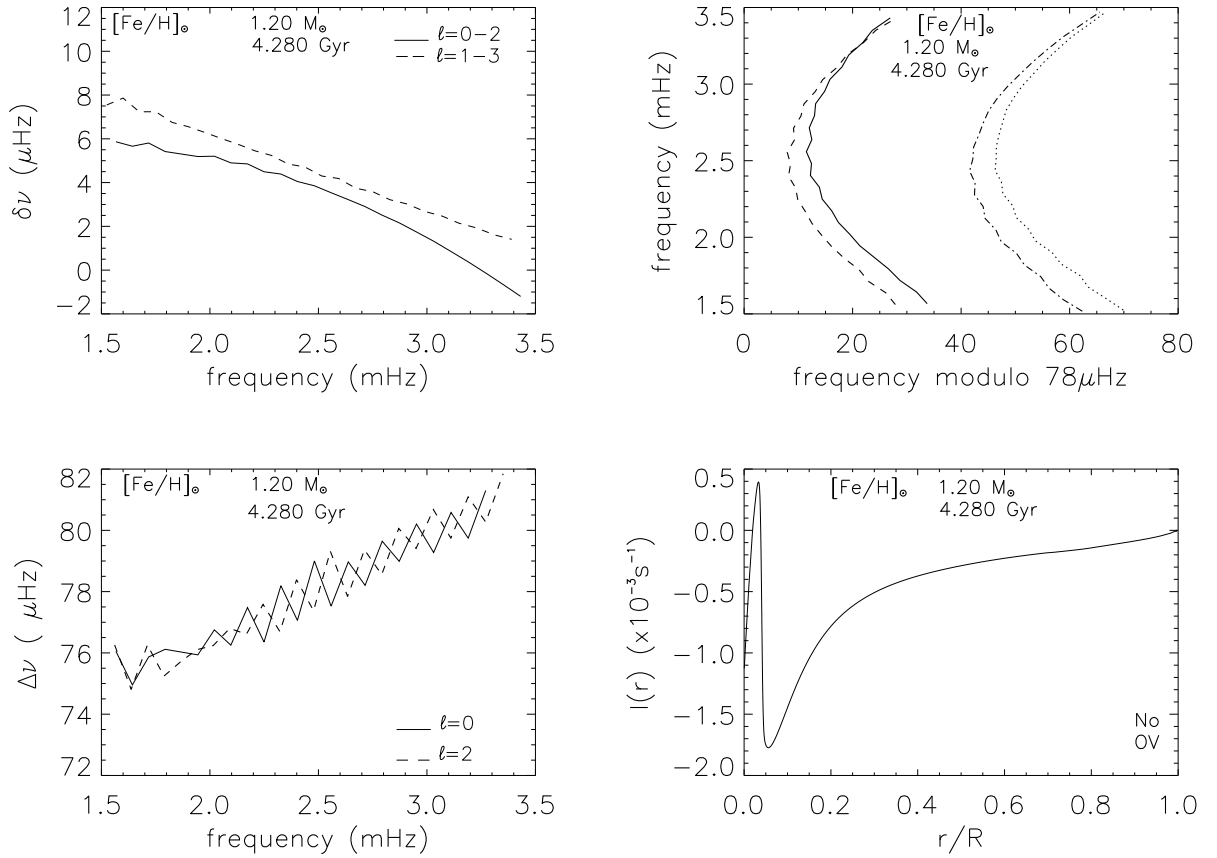 [Fe/H]⊙ 1.20 M⊙
4.280 Gyr
ℓ=0−2
ℓ=1−3
12
10
8
6
4
2
0
−2
δν (μHz)
1.5 2.0 2.5 3.0 3.5
frequency (mHz)
[Fe/H]⊙
1.20 M⊙
4.280 Gyr
3.5
3.0
2.5
2.0
1.5
frequency (mHz)
0 20 40 60 80
frequency modulo 78μHz
[Fe/H]⊙ 1.20 M⊙
4.280 Gyr
82
80
78
76
74
72
Δν ( μHz)
ℓ=0
ℓ=2
1.5 2.0 2.5 3.0 3.5
frequency (mHz)
[Fe/H]⊙ 1.20 M⊙
4.280 Gyr
0.5
0.0
−0.5
−1.0
−1.5
−2.0
I(r) (x10⁻³s⁻¹)
No
OV
0.0 0.2 0.4 0.6 0.8 1.0
r/R